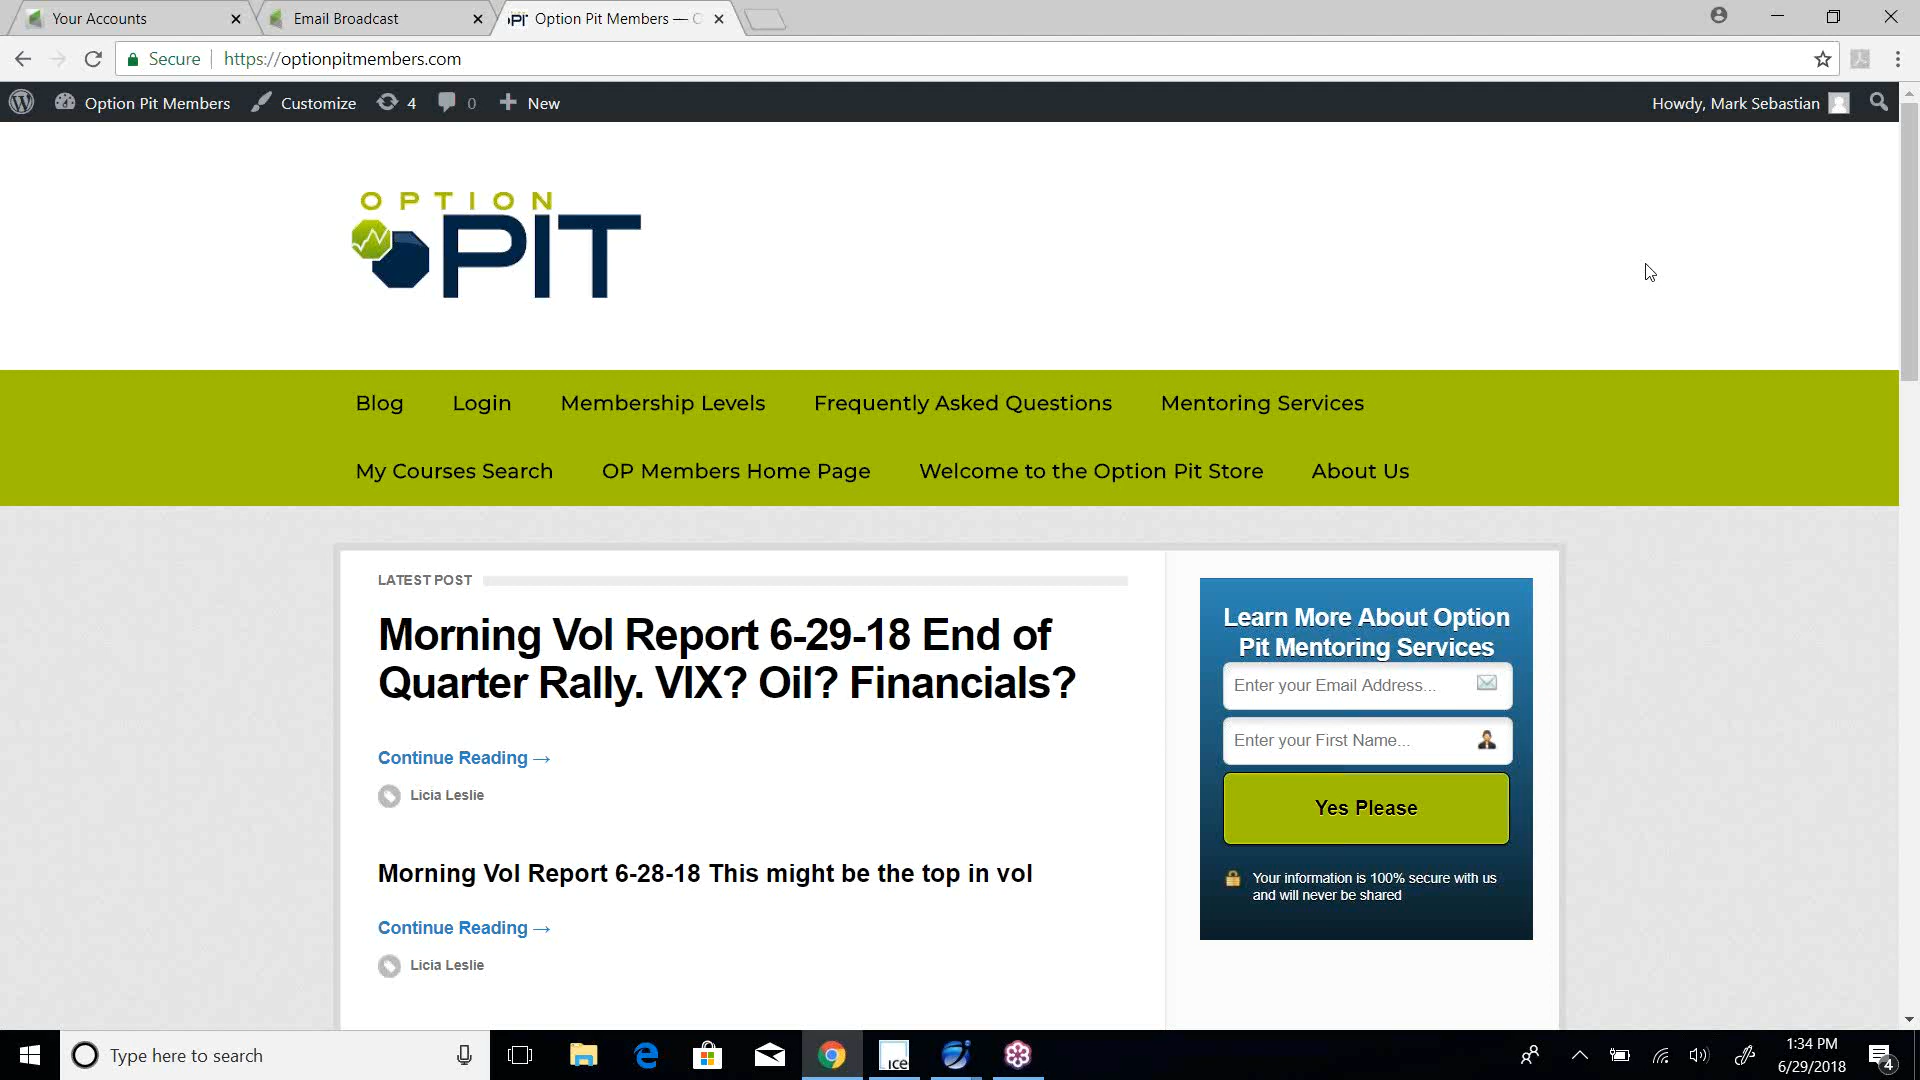 Your Accounts
Email Broadcast
Option Pit Members —
Secure
https://optionpitmembers.com
Option Pit Members
Customize
4
0
New
Howdy, Mark Sebastian
OPTION
PIT
Blog
Login
Membership Levels
Frequently Asked Questions
Mentoring Services
My Courses Search
OP Members Home Page
Welcome to the Option Pit Store
About Us
LATEST POST
Morning Vol Report 6-29-18 End of
Quarter Rally. VIX? Oil? Financials?
Continue Reading →
Licia Leslie
Morning Vol Report 6-28-18 This might be the top in vol
Continue Reading →
Licia Leslie
Learn More About Option
Pit Mentoring Services
Enter your Email Address...
Enter your First Name...
Yes Please
Your information is 100% secure with us
and will never be shared
Type here to search
ICE
1:34 PM
6/29/2018
4